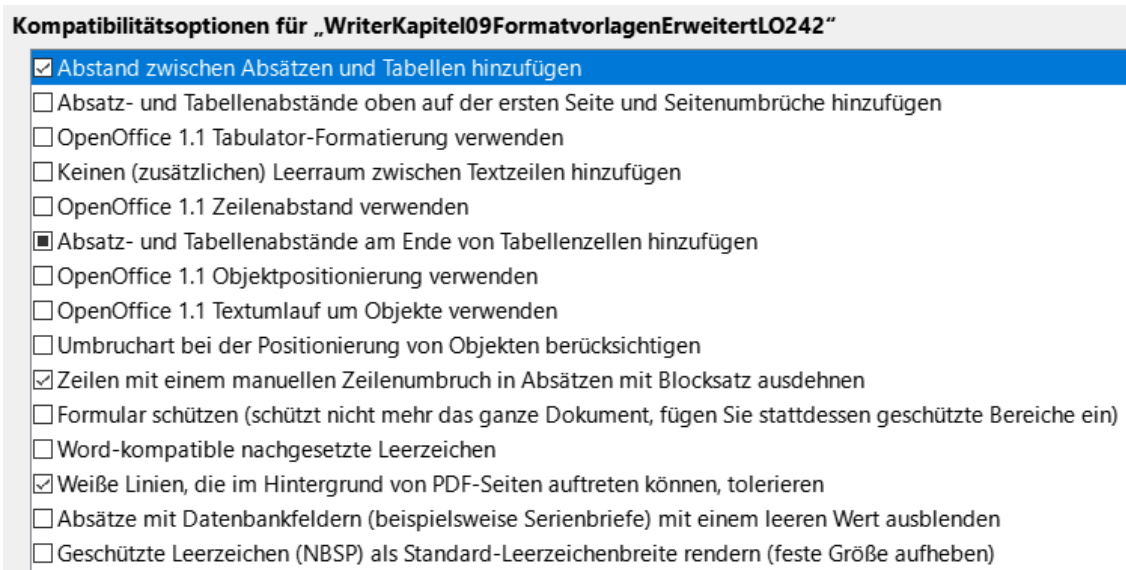 Kompatibilitätsoptionen für „WriterKapitel09FormatvorlagenErweitertLO242“
Abstand zwischen Absätzen und Tabellen hinzufügen
Absatz- und Tabellenabstände oben auf der ersten Seite und Seitenumbrüche hinzufügen
OpenOffice 1.1 Tabulator-Formatierung verwenden
Keinen (zusätzlichen) Leerraum zwischen Textzeilen hinzufügen
OpenOffice 1.1 Zeilenabstand verwenden
Absatz- und Tabellenabstände am Ende von Tabellenzellen hinzufügen
OpenOffice 1.1 Objektpositionierung verwenden
OpenOffice 1.1 Textumlauf um Objekte verwenden
Umbruchart bei der Positionierung von Objekten berücksichtigen
Zeilen mit einem manuellen Zeilenumbruch in Absätzen mit Blocksatz ausdehnen
Formular schützen (schützt nicht mehr das ganze Dokument, fügen Sie stattdessen geschützte Bereiche ein)
Word-kompatible nachgesetzte Leerzeichen
Weiße Linien, die im Hintergrund von PDF-Seiten auftreten können, tolerieren
Absätze mit Datenbankfeldern (beispielsweise Serienbriefe) mit einem leeren Wert ausblenden
Geschützte Leerzeichen (NBSP) als Standard-Leerzeichenbreite rendern (feste Größe aufheben)